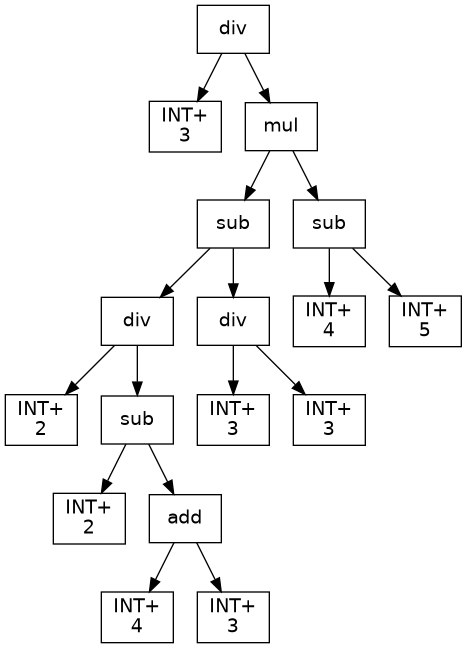 div
INT+
3
mul
sub
sub
div
div
INT+
4
INT+
5
INT+
2
sub
INT+
3
INT+
3
INT+
2
add
INT+
4
INT+
3